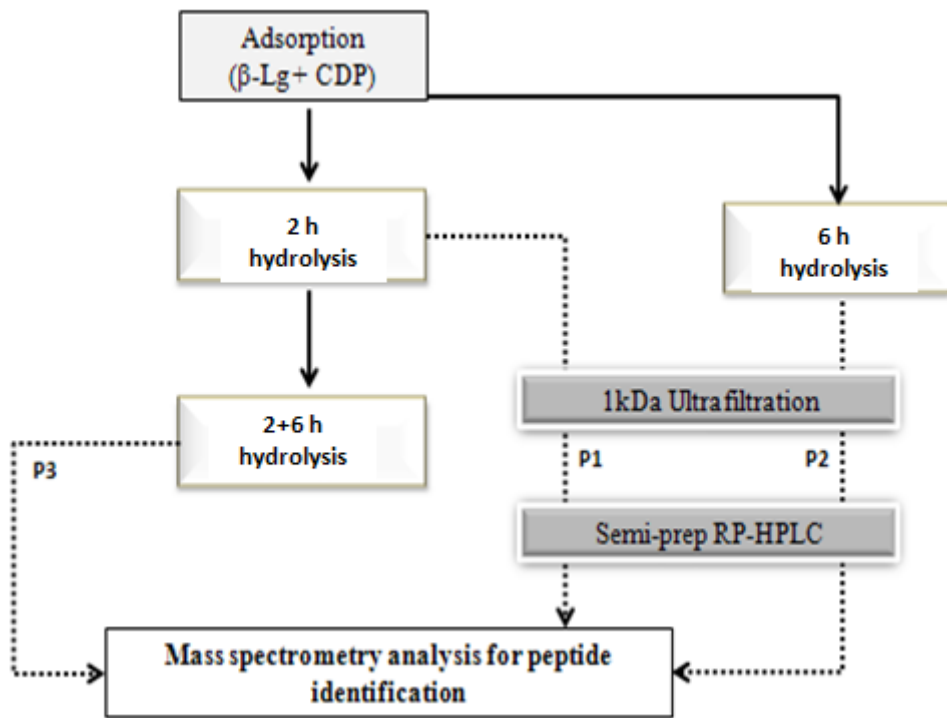 Adsorption
(β-Lg+ CDP)
2 h
hydrolysis
6 h
hydrolysis
1kDa Ultrafiltration
2+6 h
hydrolysis
P3
P1
P2
Semi-prep RP-HPLC
Mass spectrometry analysis for peptide
identification